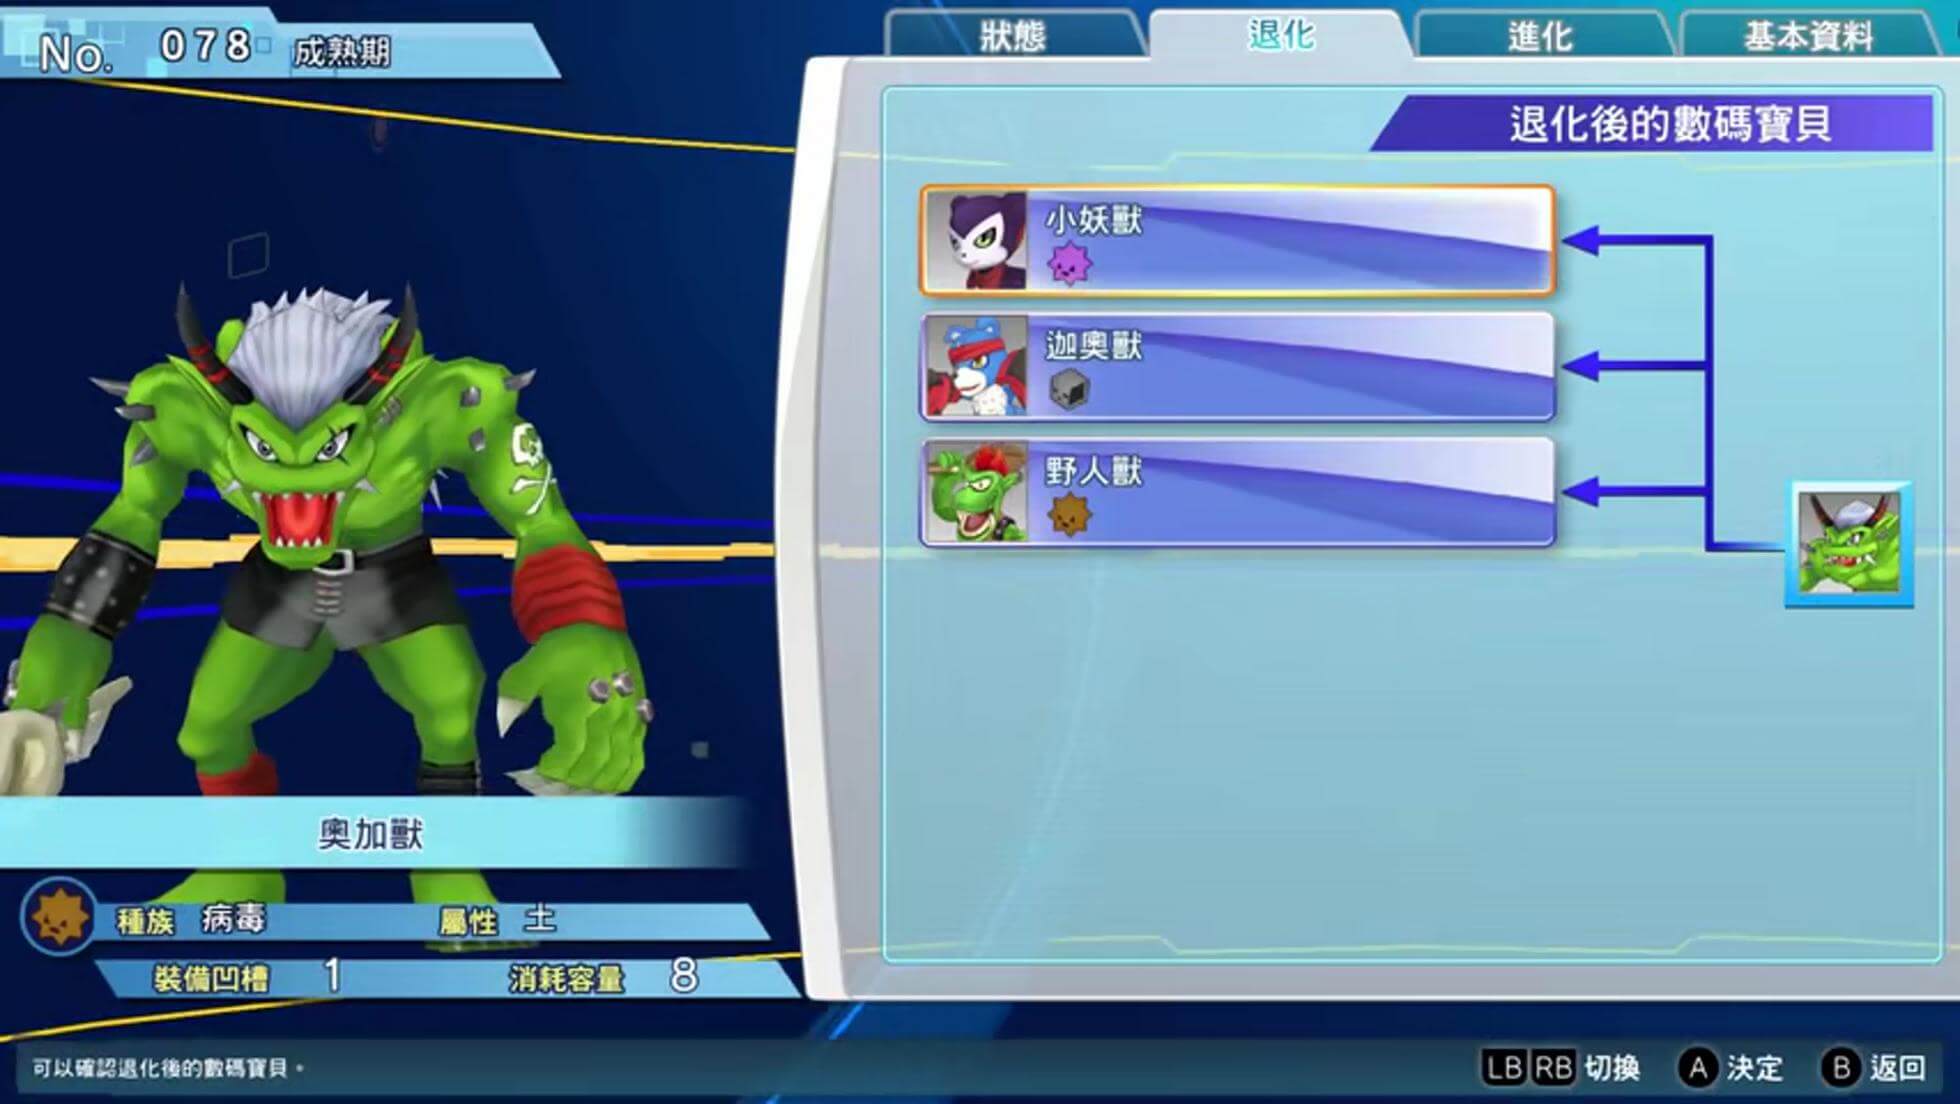 No. 078 成熟期
狀態 退化 進化 基本資料
退化後的數碼寶貝
小妖獸
迦奧獸
野人獸
奧加獸
種族 病毒 屬性 土
裝備凹槽 1 消耗容量 8
可以確認退化後的數碼寶貝。
LB RB 切換 A 決定 B 返回